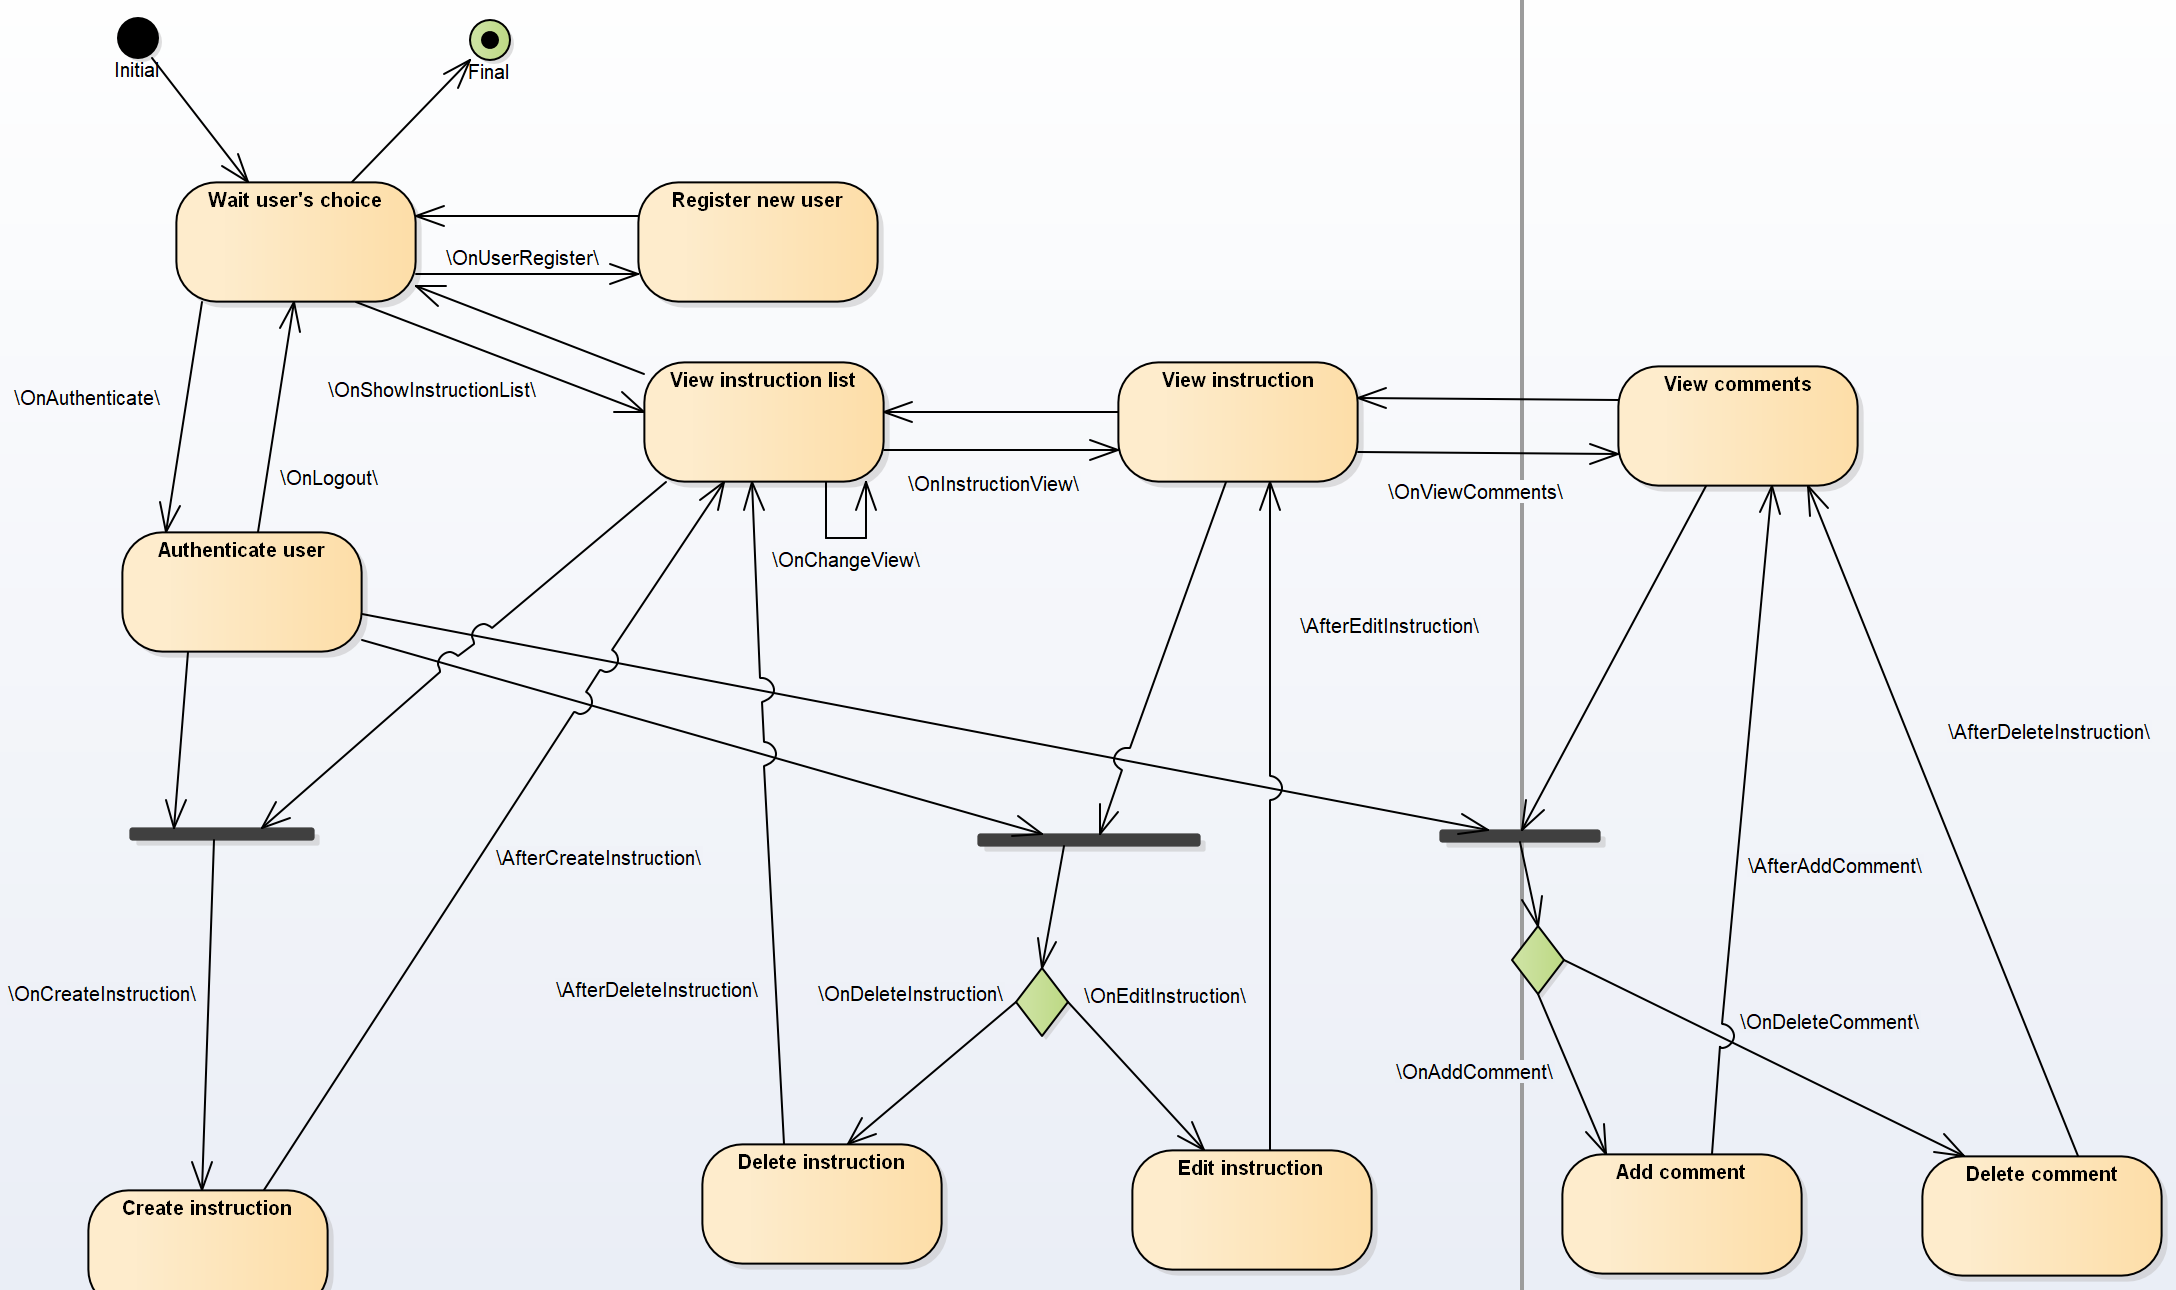 Initial
Final
Wait user's choice
Register new user
\OnUserRegister\
View instruction list
View instruction
View comments
\OnAuthenticate\
\OnShowInstructionList\
\OnLogout\
\OnInstructionView\
\OnViewComments\
Authenticate user
\OnChangeView\
\AfterEditInstruction\
\AfterDeleteInstruction\
\AfterCreateInstruction\
\AfterAddComment\
\OnCreateInstruction\
\AfterDeleteInstruction\
\OnDeleteInstruction\
\OnEditInstruction\
\OnDeleteComment\
\OnAddComment\
Delete instruction
Edit instruction
Add comment
Delete comment
Create instruction